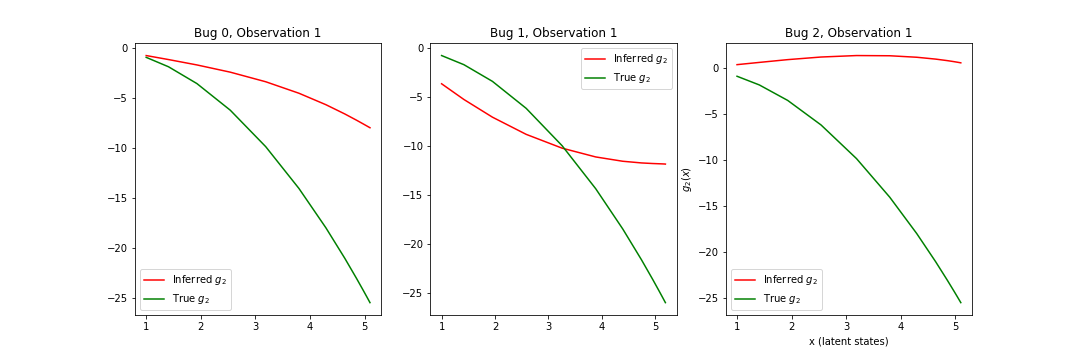 Bug 0, Observation 1
0
−5
−10
−15
−20
−25
1 2 3 4 5
Inferred g₂
True g₂
Bug 1, Observation 1
0
−5
−10
−15
−20
−25
1 2 3 4 5
Inferred g₂
True g₂
Bug 2, Observation 1
g₂(x)
0
−5
−10
−15
−20
−25
1 2 3 4 5
x (latent states)
Inferred g₂
True g₂